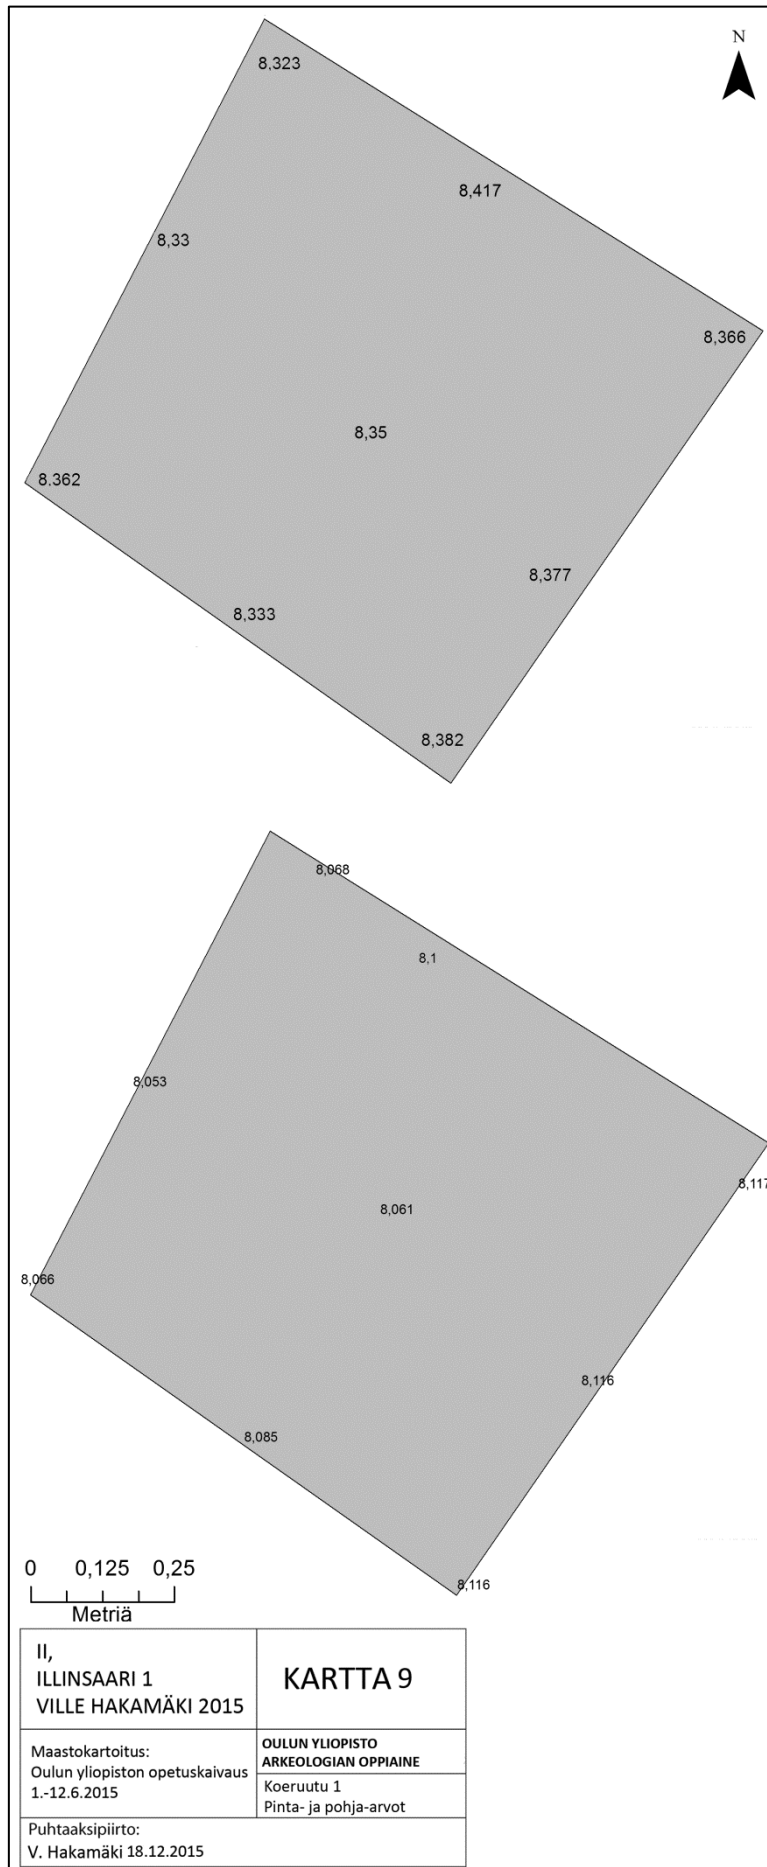 N
8,323
8,417
8,33
8,366
8,35
8.362
8,377
8,333
8,382
8,068
8,1
8,053
8,117
8,061
8,066
8,116
8,085
8,116
0 0,125 0,25
Metriä
II,
ILLINSAARI 1
VILLE HAKAMÄKI 2015
KARTTA 9
Maastokartoitus:
Oulun yliopiston opetuskaivaus
1.-12.6.2015
OULUN YLIOPISTO
ARKEOLOGIAN OPPIAINE
Koeruutu 1
Pinta- ja pohja-arvot
Puhtaaksipiirto:
V. Hakamäki 18.12.2015